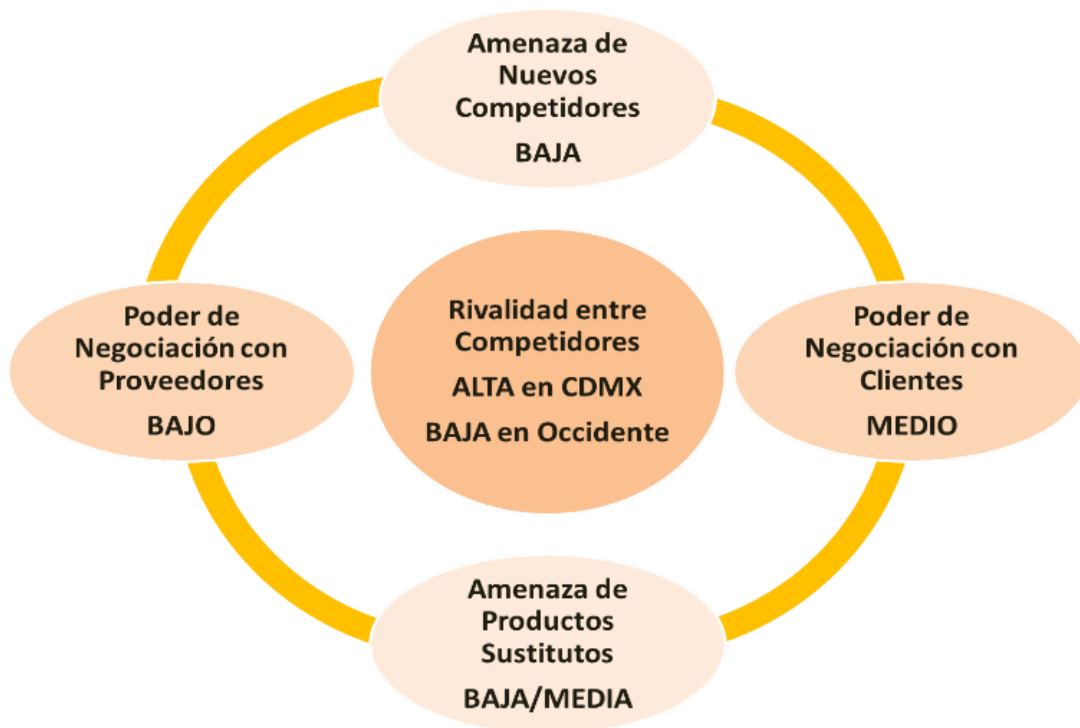 Amenaza de
Nuevos
Competidores
BAJA
Poder de
Negociación con
Proveedores
BAJO
Rivalidad entre
Competidores
ALTA en CDMX
BAJA en Occidente
Poder de
Negociación con
Clientes
MEDIO
Amenaza de
Productos
Sustitutos
BAJA/MEDIA